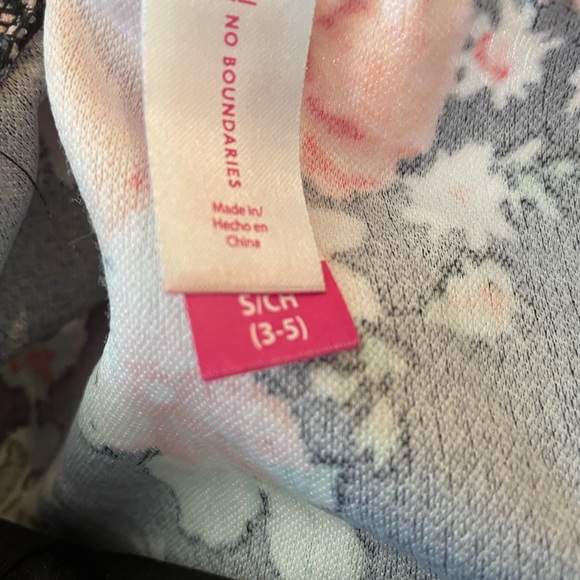 NO BOUNDARIES
Made in/
Hecho en
China
S/CH
(3-5)